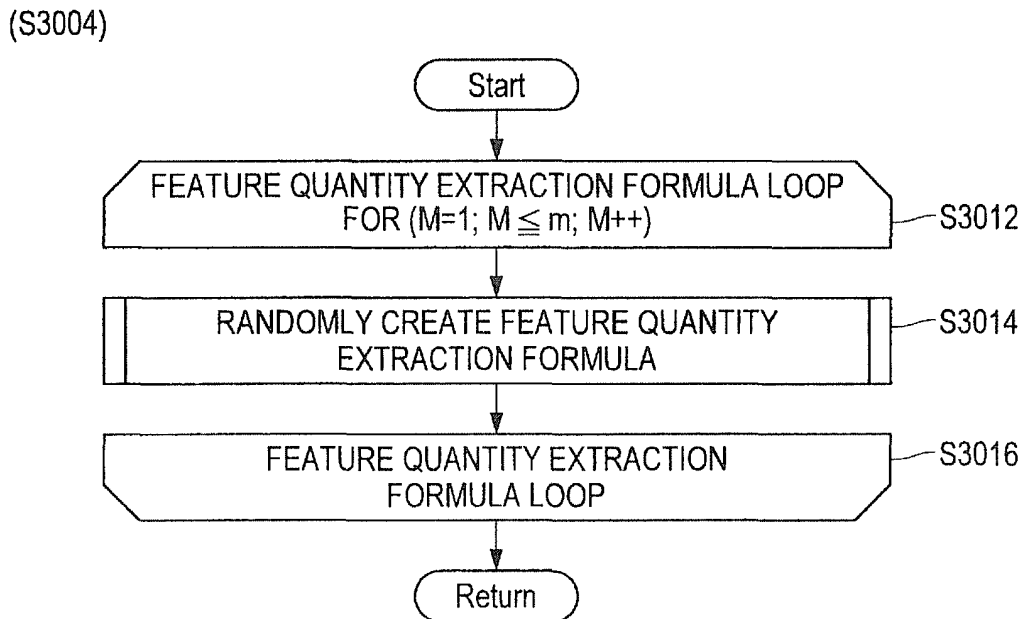 (S3004)
Start
FEATURE QUANTITY EXTRACTION FORMULA LOOP
FOR (M=1; M ≦ m; M++)
S3012
RANDOMLY CREATE FEATURE QUANTITY
EXTRACTION FORMULA
S3014
FEATURE QUANTITY EXTRACTION
FORMULA LOOP
S3016
Return